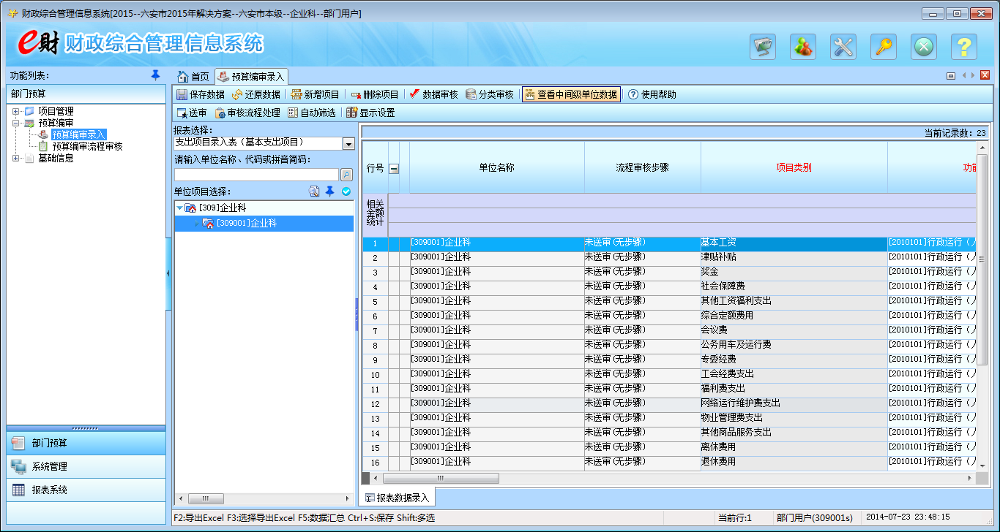 财政综合管理信息系统[2015--六安市2015年解决方案--六安市本级--企业科--部门用户]
e财 财政综合管理信息系统
功能列表：
部门预算
项目管理
预算编审
预算编审录入
预算编审流程审核
基础信息
部门预算
系统管理
报表系统
首页 预算编审录入
保存数据 还原数据 新增项目 删除项目 数据审核 分类审核 查看中间级单位数据 使用帮助
送审 审核流程处理 自动筛选 显示设置
报表选择：
支出项目录入表（基本支出项目）
请输入单位名称、代码或拼音简码：
单位项目选择：
[309]企业科
[309001]企业科
当前记录数：23
行号 单位名称 流程审核步骤 项目类别 功能
相关金额统计
1 [309001]企业科 未送审(无步骤) 基本工资 [2010101]行政运行（人
2 [309001]企业科 未送审(无步骤) 津贴补贴 [2010101]行政运行（人
3 [309001]企业科 未送审(无步骤) 奖金 [2010101]行政运行（人
4 [309001]企业科 未送审(无步骤) 社会保障费 [2010101]行政运行（人
5 [309001]企业科 未送审(无步骤) 其他工资福利支出 [2010101]行政运行（人
6 [309001]企业科 未送审(无步骤) 综合定额费用 [2010101]行政运行（人
7 [309001]企业科 未送审(无步骤) 会议费 [2010101]行政运行（人
8 [309001]企业科 未送审(无步骤) 公务用车及运行费 [2010101]行政运行（人
9 [309001]企业科 未送审(无步骤) 专委经费 [2010101]行政运行（人
10 [309001]企业科 未送审(无步骤) 工会经费支出 [2010101]行政运行（人
11 [309001]企业科 未送审(无步骤) 福利费支出 [2010101]行政运行（人
12 [309001]企业科 未送审(无步骤) 网络运行维护费支出 [2010101]行政运行（人
13 [309001]企业科 未送审(无步骤) 物业管理费支出 [2010101]行政运行（人
14 [309001]企业科 未送审(无步骤) 其他商品服务支出 [2010101]行政运行（人
15 [309001]企业科 未送审(无步骤) 离休费用 [2010101]行政运行（人
16 [309001]企业科 未送审(无步骤) 退休费用 [2010101]行政运行（人
报表数据录入
F2:导出Excel F3:选择导出Excel F5:数据汇总 Ctrl+S:保存 Shift:多选 当前行:1 部门用户(309001s) 2014-07-23 23:48:15